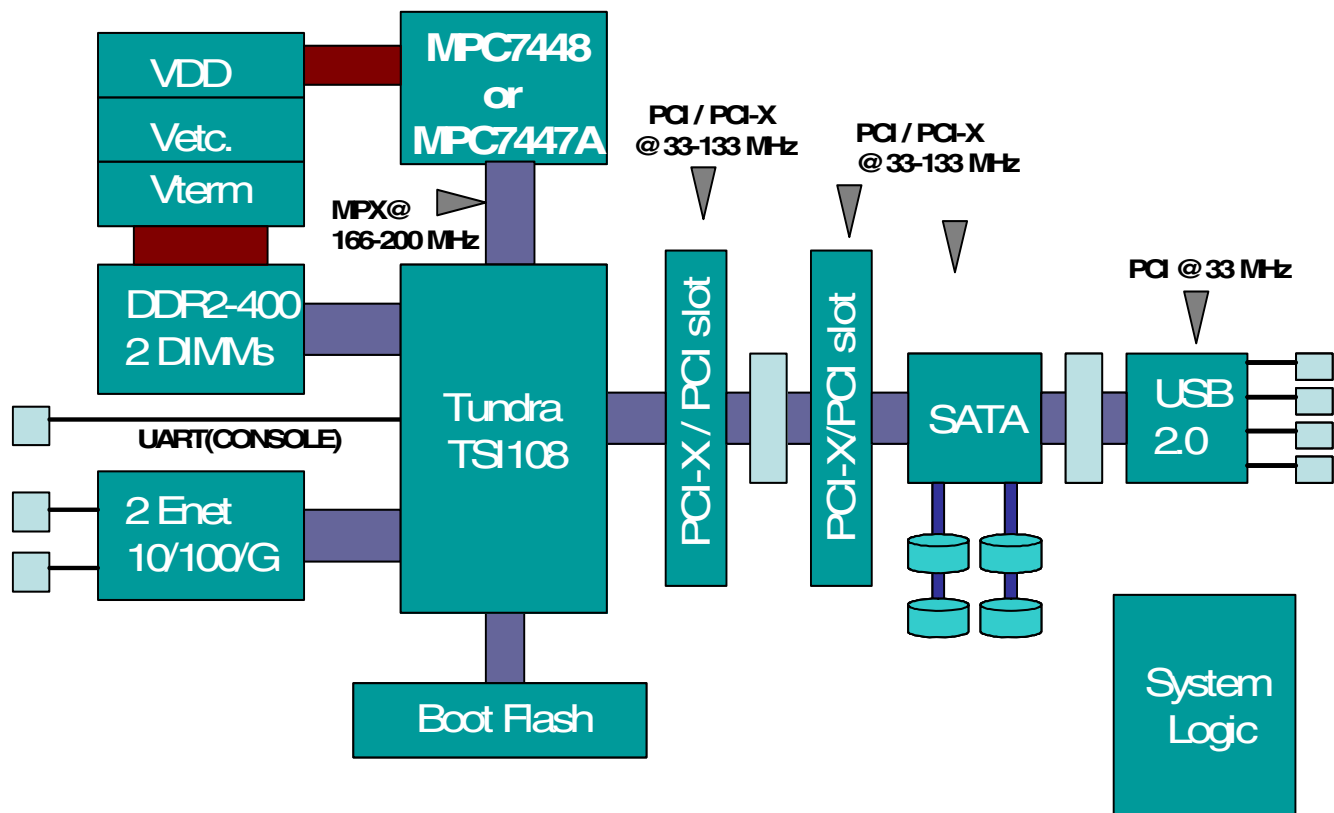 VDD
Vetc.
Vterm
MPC7448
or
MPC7447A
PCI / PCI-X
@ 33-133 MHz
PCI / PCI-X
@ 33-133 MHz
MPX@
166-200 MHz
PCI @ 33 MHz
DDR2-400
2 DIMMs
Tundra
TSI108
PCI-X / PCI slot
PCI-X/PCI slot
SATA
USB
2.0
UART(CONSOLE)
2 Enet
10/100/G
Boot Flash
System
Logic